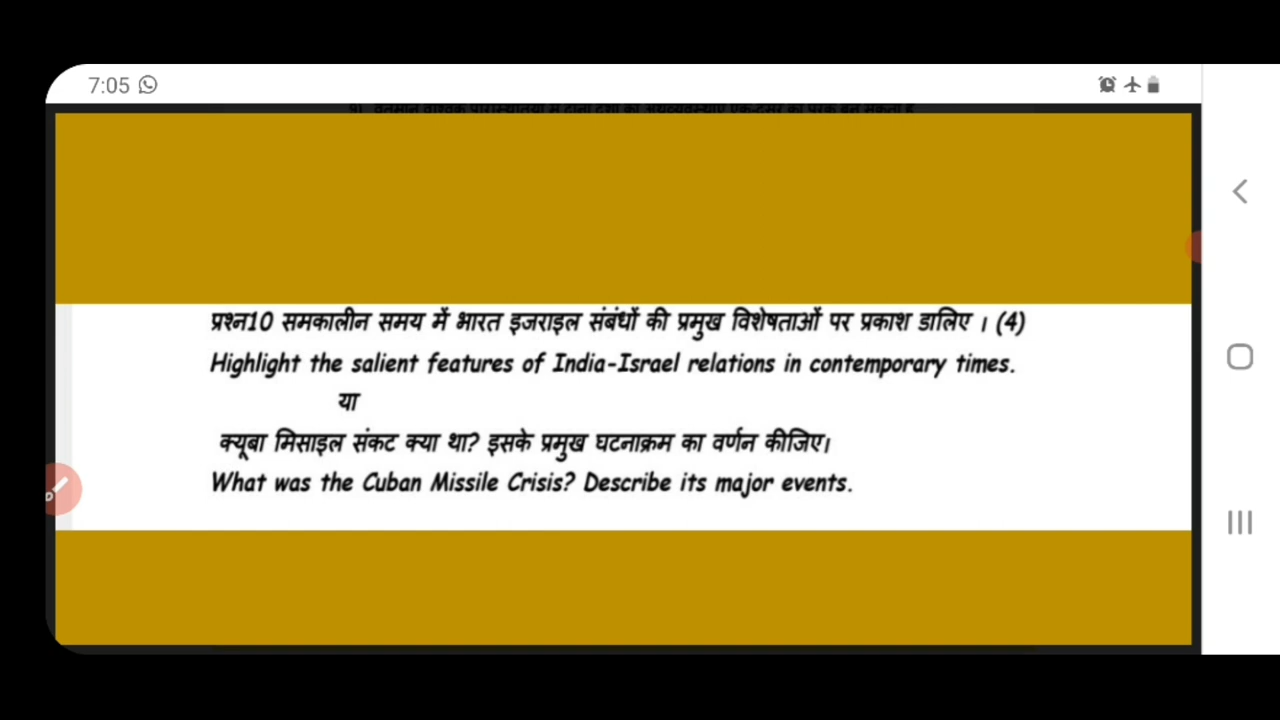 7:05
प्रश्न10 समकालीन समय में भारत इजराइल संबंधों की प्रमुख विशेषताओं पर प्रकाश डालिए । (4)
Highlight the salient features of India-Israel relations in contemporary times.
या
क्यूबा मिसाइल संकट क्या था? इसके प्रमुख घटनाक्रम का वर्णन कीजिए।
What was the Cuban Missile Crisis? Describe its major events.